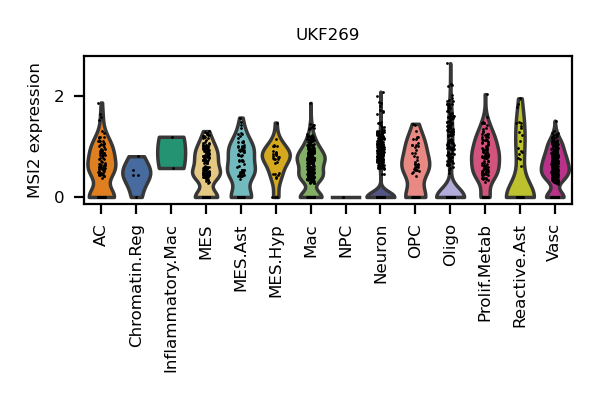 UKF269
MSI2 expression
2
0
AC
Chromatin.Reg
Inflammatory.Mac
MES
MES.Ast
MES.Hyp
Mac
NPC
Neuron
OPC
Oligo
Prolif.Metab
Reactive.Ast
Vasc